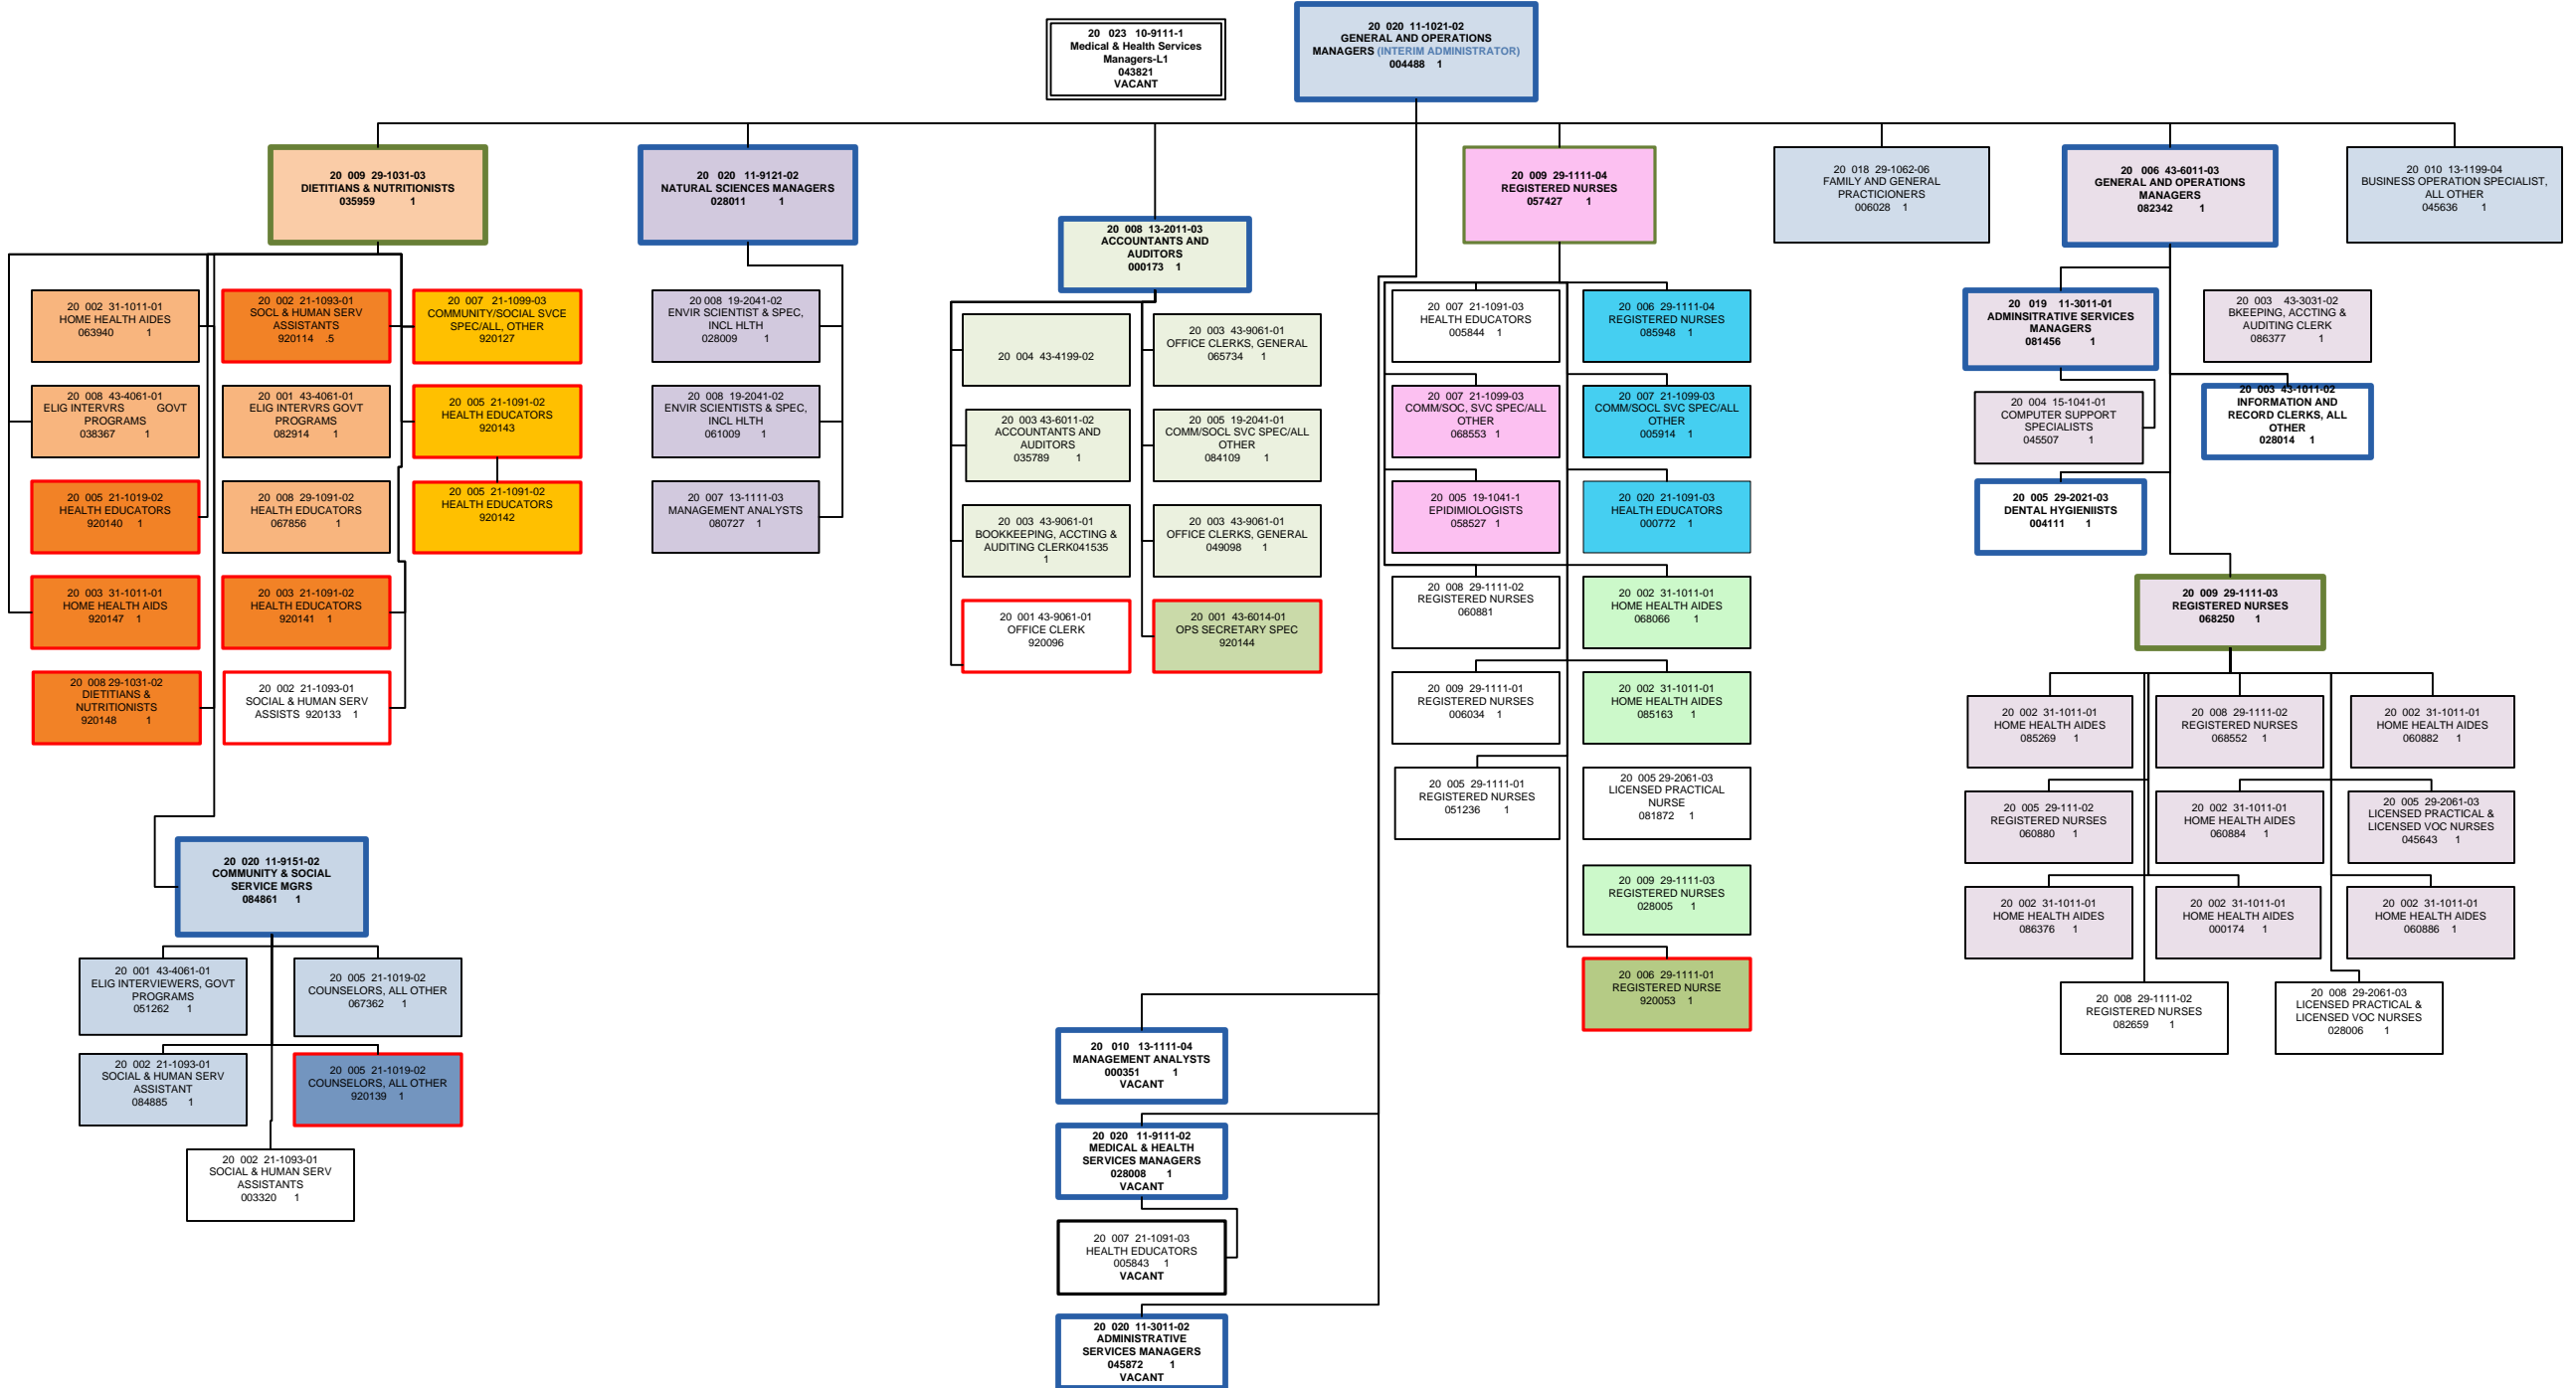 20 023 10-9111-1
Medical & Health Services
Managers-L1
043821
VACANT
20 020 11-1021-02
GENERAL AND OPERATIONS
MANAGERS (INTERIM ADMINISTRATOR)
004488 1
20 009 29-1031-03
DIETITIANS & NUTRITIONISTS
035959 1
20 020 11-9121-02
NATURAL SCIENCES MANAGERS
028011 1
20 008 13-2011-03
ACCOUNTANTS AND
AUDITORS
000173 1
20 009 29-1111-04
REGISTERED NURSES
057427 1
20 018 29-1062-06
FAMILY AND GENERAL
PRACTICIONERS
006028 1
20 006 43-6011-03
GENERAL AND OPERATIONS
MANAGERS
082342 1
20 010 13-1199-04
BUSINESS OPERATION SPECIALIST,
ALL OTHER
045636 1
20 002 31-1011-01
HOME HEALTH AIDES
063940 1
20 002 21-1093-01
SOCL & HUMAN SERV
ASSISTANTS
920114 .5
20 007 21-1099-03
COMMUNITY/SOCIAL SVCE
SPEC/ALL, OTHER
920127
20 008 43-4061-01
ELIG INTERVRS GOVT
PROGRAMS
038367 1
20 001 43-4061-01
ELIG INTERVRS GOVT
PROGRAMS
082914 1
20 005 21-1091-02
HEALTH EDUCATORS
920143
20 005 21-1019-02
HEALTH EDUCATORS
920140 1
20 008 29-1091-02
HEALTH EDUCATORS
067856 1
20 005 21-1091-02
HEALTH EDUCATORS
920142
20 003 31-1011-01
HOME HEALTH AIDS
920147 1
20 003 21-1091-02
HEALTH EDUCATORS
920141 1
20 008 29-1031-02
DIETITIANS &
NUTRITIONISTS
920148 1
20 002 21-1093-01
SOCIAL & HUMAN SERV
ASSISTS 920133 1
20 020 11-9151-02
COMMUNITY & SOCIAL
SERVICE MGRS
084861 1
20 001 43-4061-01
ELIG INTERVIEWERS, GOVT
PROGRAMS
051262 1
20 005 21-1019-02
COUNSELORS, ALL OTHER
067362 1
20 002 21-1093-01
SOCIAL & HUMAN SERV
ASSISTANT
084885 1
20 005 21-1019-02
COUNSELORS, ALL OTHER
920139 1
20 002 21-1093-01
SOCIAL & HUMAN SERV
ASSISTANTS
003320 1
20 008 19-2041-02
ENVIR SCIENTIST & SPEC,
INCL HLTH
028009 1
20 008 19-2041-02
ENVIR SCIENTISTS & SPEC,
INCL HLTH
061009 1
20 007 13-1111-03
MANAGEMENT ANALYSTS
080727 1
20 004 43-4199-02
20 003 43-9061-01
OFFICE CLERKS, GENERAL
065734 1
20 003 43-6011-02
ACCOUNTANTS AND
AUDITORS
035789 1
20 005 19-2041-01
COMM/SOCL SVC SPEC/ALL
OTHER
084109 1
20 003 43-9061-01
BOOKKEEPING, ACCTING &
AUDITING CLERK041535
1
20 003 43-9061-01
OFFICE CLERKS, GENERAL
049098 1
20 001 43-9061-01
OFFICE CLERK
920096
20 001 43-6014-01
OPS SECRETARY SPEC
920144
20 007 21-1091-03
HEALTH EDUCATORS
005844 1
20 006 29-1111-04
REGISTERED NURSES
085948 1
20 007 21-1099-03
COMM/SOC, SVC SPEC/ALL
OTHER
068553 1
20 007 21-1099-03
COMM/SOCL SVC SPEC/ALL
OTHER
005914 1
20 005 19-1041-1
EPIDIMIOLOGISTS
058527 1
20 020 21-1091-03
HEALTH EDUCATORS
000772 1
20 008 29-1111-02
REGISTERED NURSES
060881 1
20 002 31-1011-01
HOME HEALTH AIDES
068066 1
20 009 29-1111-01
REGISTERED NURSES
006034 1
20 002 31-1011-01
HOME HEALTH AIDES
085163 1
20 005 29-1111-01
REGISTERED NURSES
051236 1
20 005 29-2061-03
LICENSED PRACTICAL
NURSE
081872 1
20 009 29-1111-03
REGISTERED NURSES
028005 1
20 006 29-1111-01
REGISTERED NURSE
920053 1
20 010 13-1111-04
MANAGEMENT ANALYSTS
000351 1
VACANT
20 020 11-9111-02
MEDICAL & HEALTH
SERVICES MANAGERS
028008 1
VACANT
20 007 21-1091-03
HEALTH EDUCATORS
005843 1
VACANT
20 020 11-3011-02
ADMINISTRATIVE
SERVICES MANAGERS
045872 1
VACANT
20 019 11-3011-01
ADMINSITRATIVE SERVICES
MANAGERS
081456 1
20 003 43-3031-02
BKEEPING, ACCTING &
AUDITING CLERK
086377 1
20 004 15-1041-01
COMPUTER SUPPORT
SPECIALISTS
045507 1
20 003 43-1011-02
INFORMATION AND
RECORD CLERKS, ALL
OTHER
028014 1
20 005 29-2021-03
DENTAL HYGENIISTS
004111 1
20 009 29-1111-03
REGISTERED NURSES
068250 1
20 002 31-1011-01
HOME HEALTH AIDES
085269 1
20 008 29-1111-02
REGISTERED NURSES
068552 1
20 002 31-1011-01
HOME HEALTH AIDES
060882 1
20 005 29-111-02
REGISTERED NURSES
060880 1
20 002 31-1011-01
HOME HEALTH AIDES
060884 1
20 005 29-2061-03
LICENSED PRACTICAL &
LICENSED VOC NURSES
045643 1
20 002 31-1011-01
HOME HEALTH AIDES
086376 1
20 002 31-1011-01
HOME HEALTH AIDES
000174 1
20 002 31-1011-01
HOME HEALTH AIDES
060886 1
20 008 29-1111-02
REGISTERED NURSES
082659 1
20 008 29-2061-03
LICENSED PRACTICAL &
LICENSED VOC NURSES
028006 1